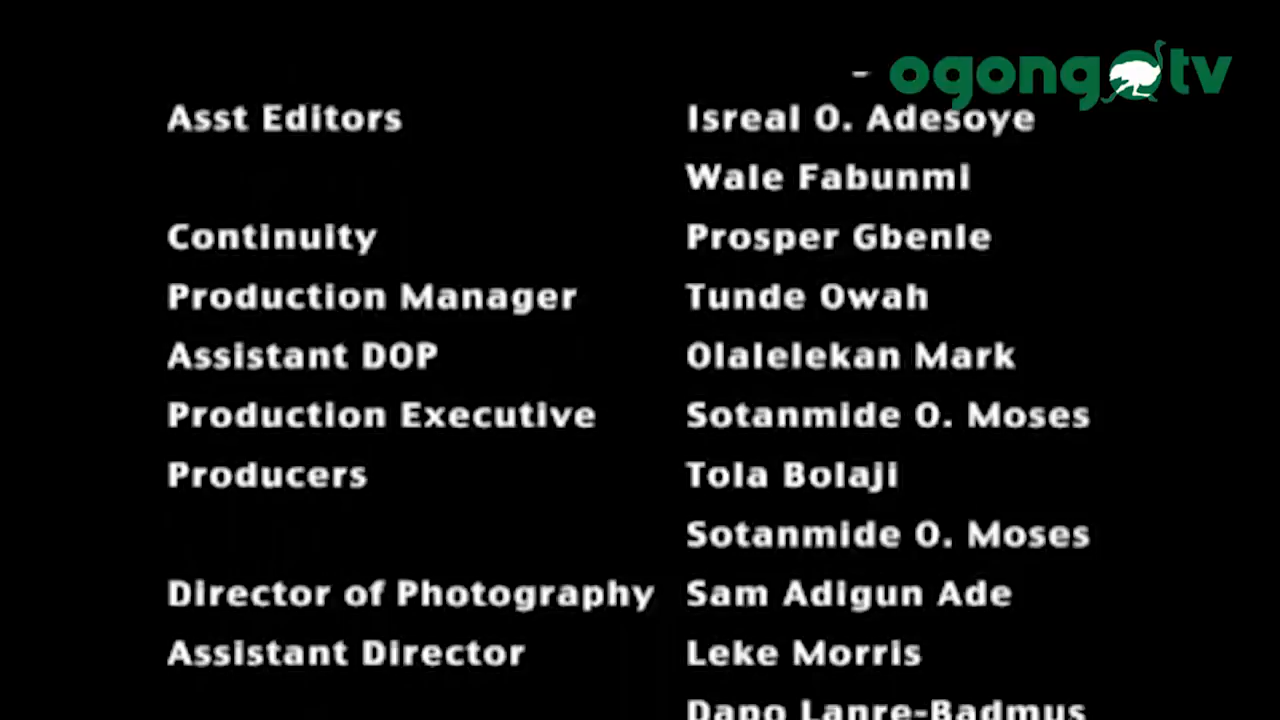 ogongo tv
Asst Editors Isreal O. Adesoye
Wale Fabunmi
Continuity Prosper Gbenle
Production Manager Tunde Owah
Assistant DOP Olalelekan Mark
Production Executive Sotanmide O. Moses
Producers Tola Bolaji
Sotanmide O. Moses
Director of Photography Sam Adigun Ade
Assistant Director Leke Morris
Dapo Lanre-Badmus